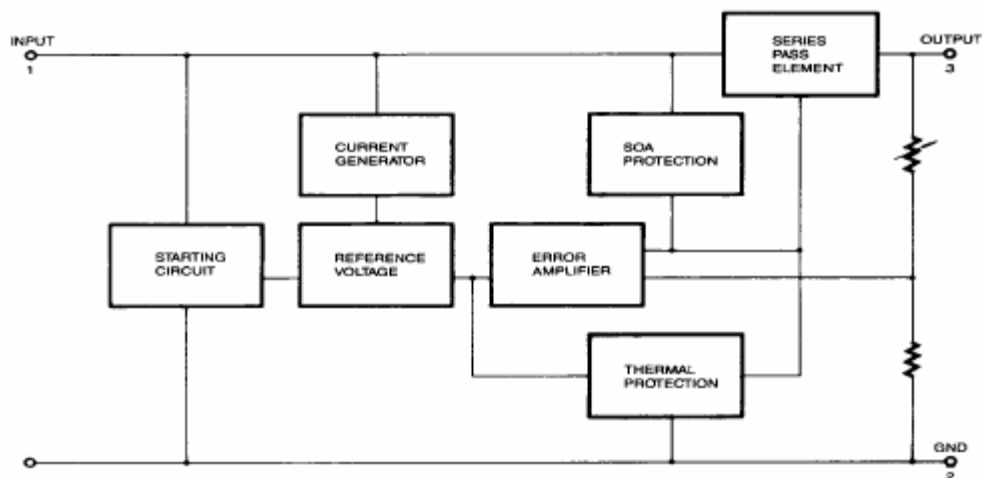 INPUT
1
SERIES
PASS
ELEMENT
OUTPUT
3
CURRENT
GENERATOR
SOA
PROTECTION
STARTING
CIRCUIT
REFERENCE
VOLTAGE
ERROR
AMPLIFIER
THERMAL
PROTECTION
GND
2